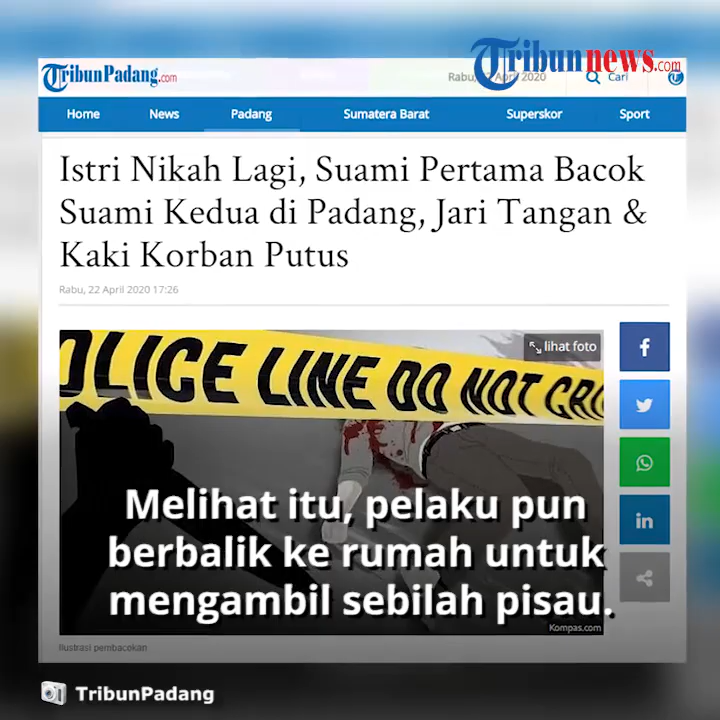 TribunPadang.com
Tribunnews.com
Rabu, 22 April 2020
Cari
Home News Padang Sumatera Barat Superskor Sport
Istri Nikah Lagi, Suami Pertama Bacok
Suami Kedua di Padang, Jari Tangan &
Kaki Korban Putus
Rabu, 22 April 2020 17:26
lihat foto
OLICE LINE DO NOT CRO
Melihat itu, pelaku pun
berbalik ke rumah untuk
mengambil sebilah pisau.
Kompas.com
Ilustrasi pembacokan
TribunPadang